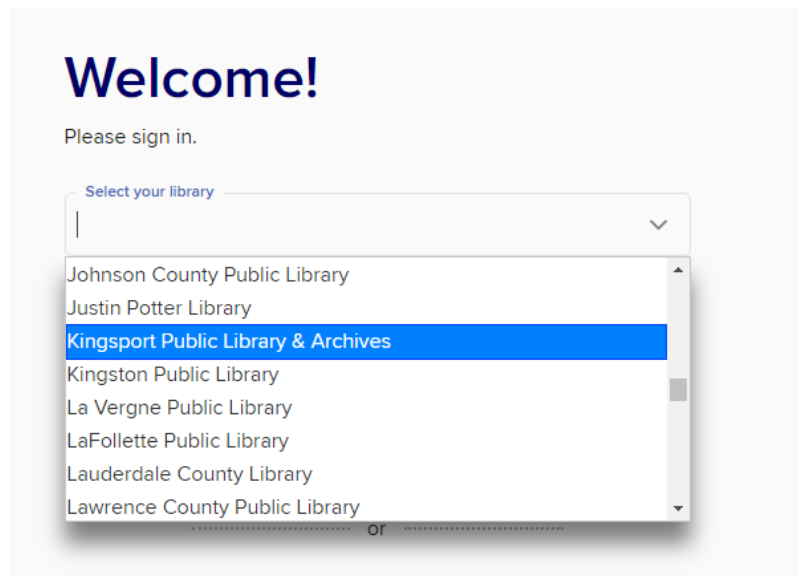 Welcome!
Please sign in.
Select your library
Johnson County Public Library
Justin Potter Library
Kingsport Public Library & Archives
Kingston Public Library
La Vergne Public Library
LaFollette Public Library
Lauderdale County Library
Lawrence County Public Library
or